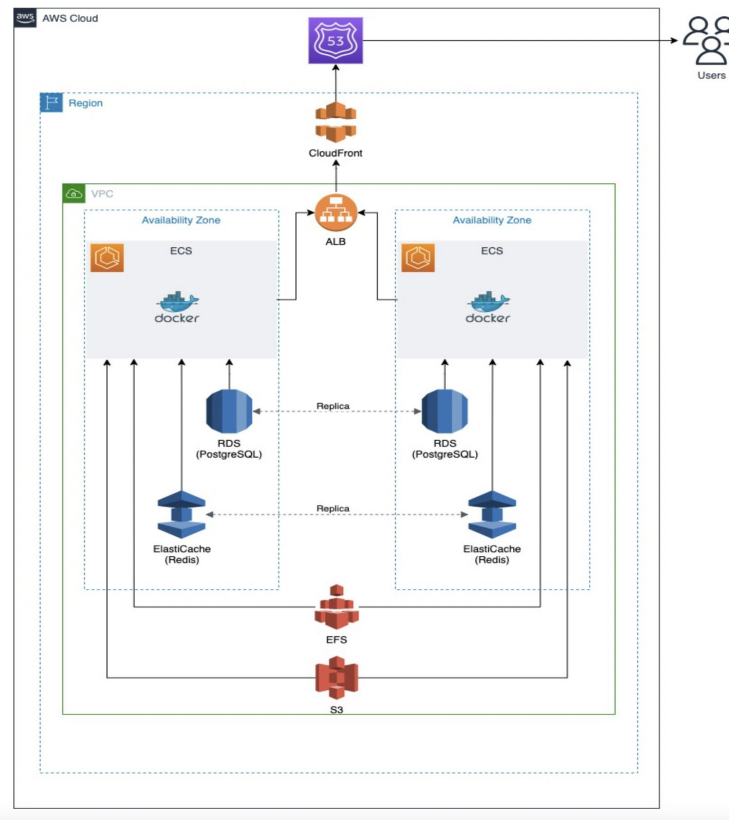 aws
AWS Cloud
53
Users
Region
CloudFront
VPC
ALB
Availability Zone
Availability Zone
ECS
ECS
docker
docker
Replica
RDS
(PostgreSQL)
RDS
(PostgreSQL)
Replica
ElastiCache
(Redis)
ElastiCache
(Redis)
EFS
S3